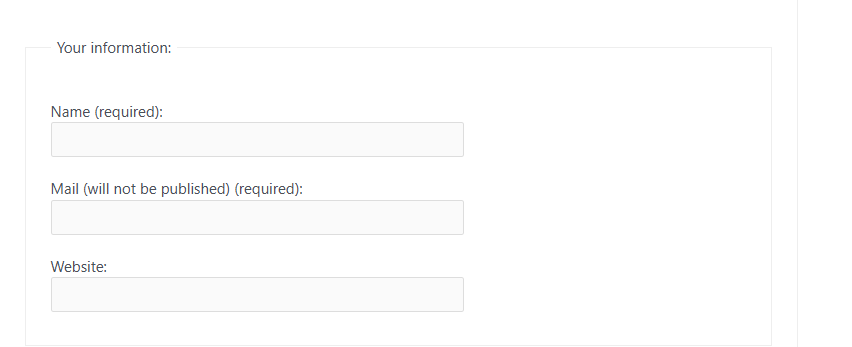 Your information:
Name (required):
Mail (will not be published) (required):
Website: